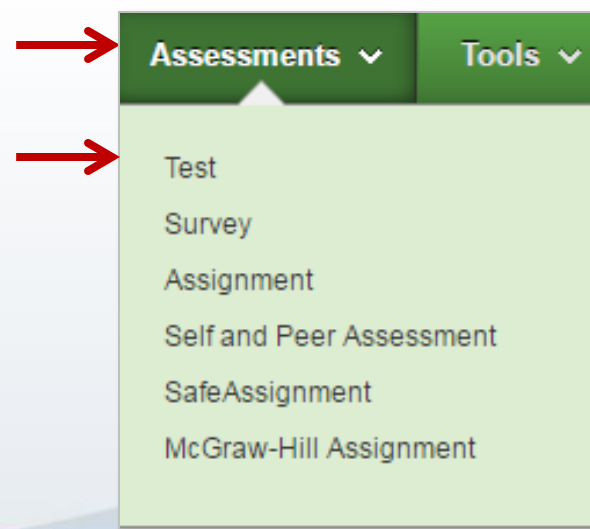 Assessments Tools
Test
Survey
Assignment
Self and Peer Assessment
SafeAssignment
McGraw-Hill Assignment